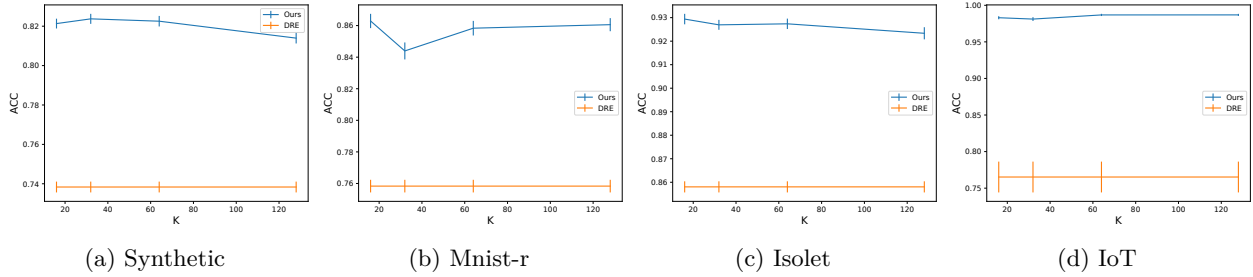 0.82
0.80
0.78
0.76
0.74
ACC
20 40 60 80 100 120
K
Ours
DRE
(a) Synthetic
0.86
0.84
0.82
0.80
0.78
0.76
ACC
20 40 60 80 100 120
K
Ours
DRE
(b) Mnist-r
0.93
0.92
0.91
0.90
0.89
0.88
0.87
0.86
ACC
20 40 60 80 100 120
K
Ours
DRE
(c) Isolet
1.00
0.95
0.90
0.85
0.80
0.75
ACC
20 40 60 80 100 120
K
Ours
DRE
(d) IoT